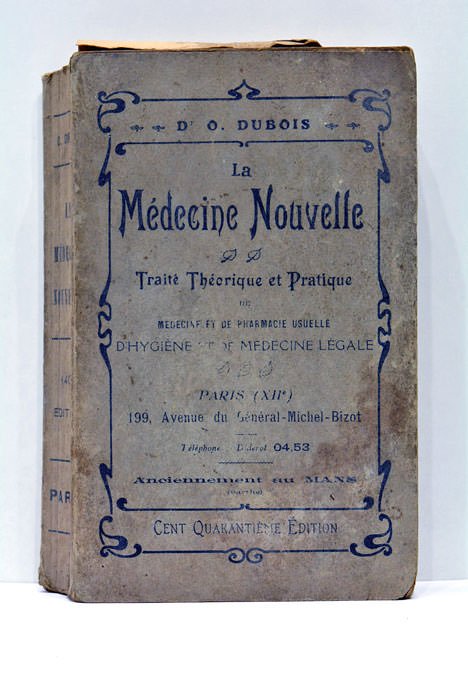 Dr O. DUBOIS
La
Médecine Nouvelle
Traité Théorique et Pratique
DE
MÉDECINE ET DE PHARMACIE USUELLE
D'HYGIÈNE ET DE MÉDECINE LÉGALE
PARIS (XIIe)
199, Avenue du Général-Michel-Bizot
Téléphone Diderot 04,53
Anciennement au MANS
(Sarthe)
CENT QUARANTIÈME ÉDITION
PAR